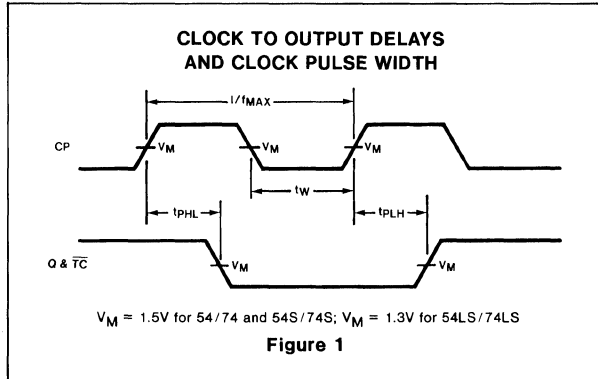 CLOCK TO OUTPUT DELAYS
AND CLOCK PULSE WIDTH
1/fMAX
CP
VM VM VM
tW
tPHL tPLH
Q & T̅C̅
VM VM
VM = 1.5V for 54/74 and 54S/74S; VM = 1.3V for 54LS/74LS
Figure 1